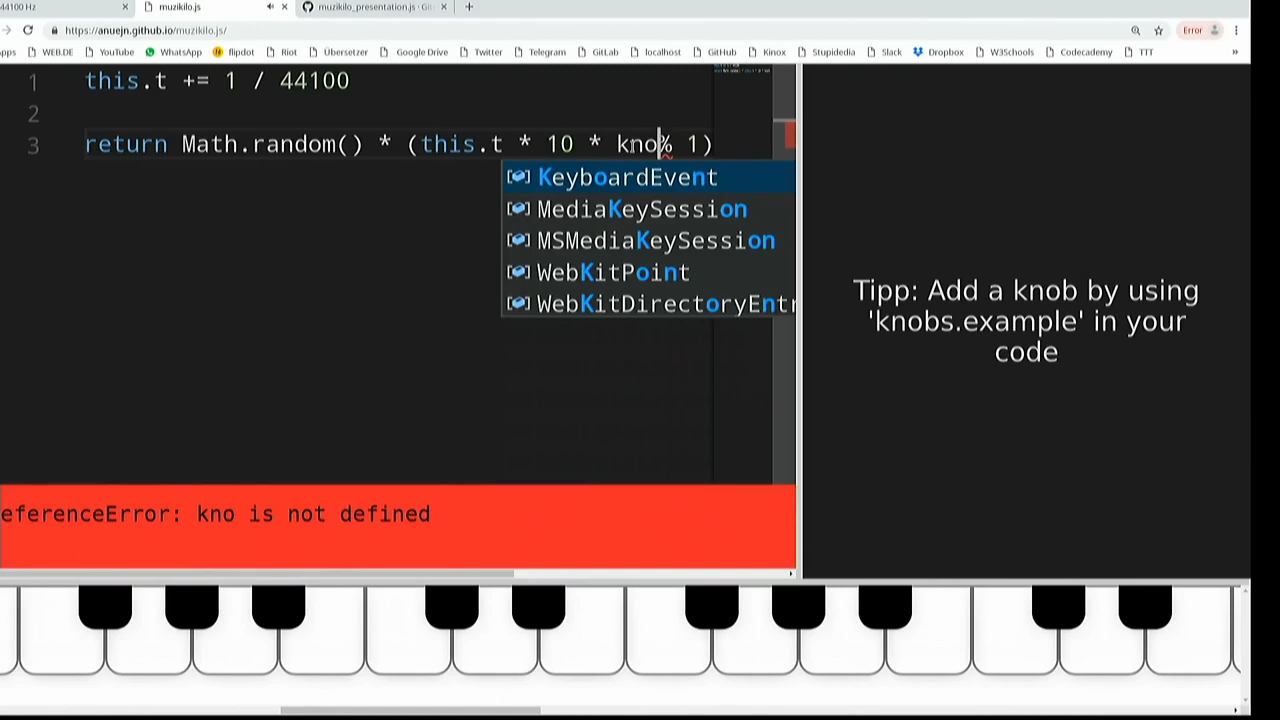 44100 Hz
muzikilo.js
muzikilo_presentation.js · Git
https://anuejn.github.io/muzikilo.js/
Error
pps
WEB.DE
YouTube
WhatsApp
flipdot
Riot
Übersetzer
Google Drive
Twitter
Telegram
GitLab
localhost
GitHub
Kinox
Stupidedia
Slack
Dropbox
W3Schools
Codecademy
TTT
»
1 this.t += 1 / 44100
2
3 return Math.random() * (this.t * 10 * kno% 1)
KeyboardEvent
MediaKeySession
MSMediaKeySession
WebKitPoint
WebKitDirectoryEntr
Tipp: Add a knob by using
'knobs.example' in your
code
eferenceError: kno is not defined